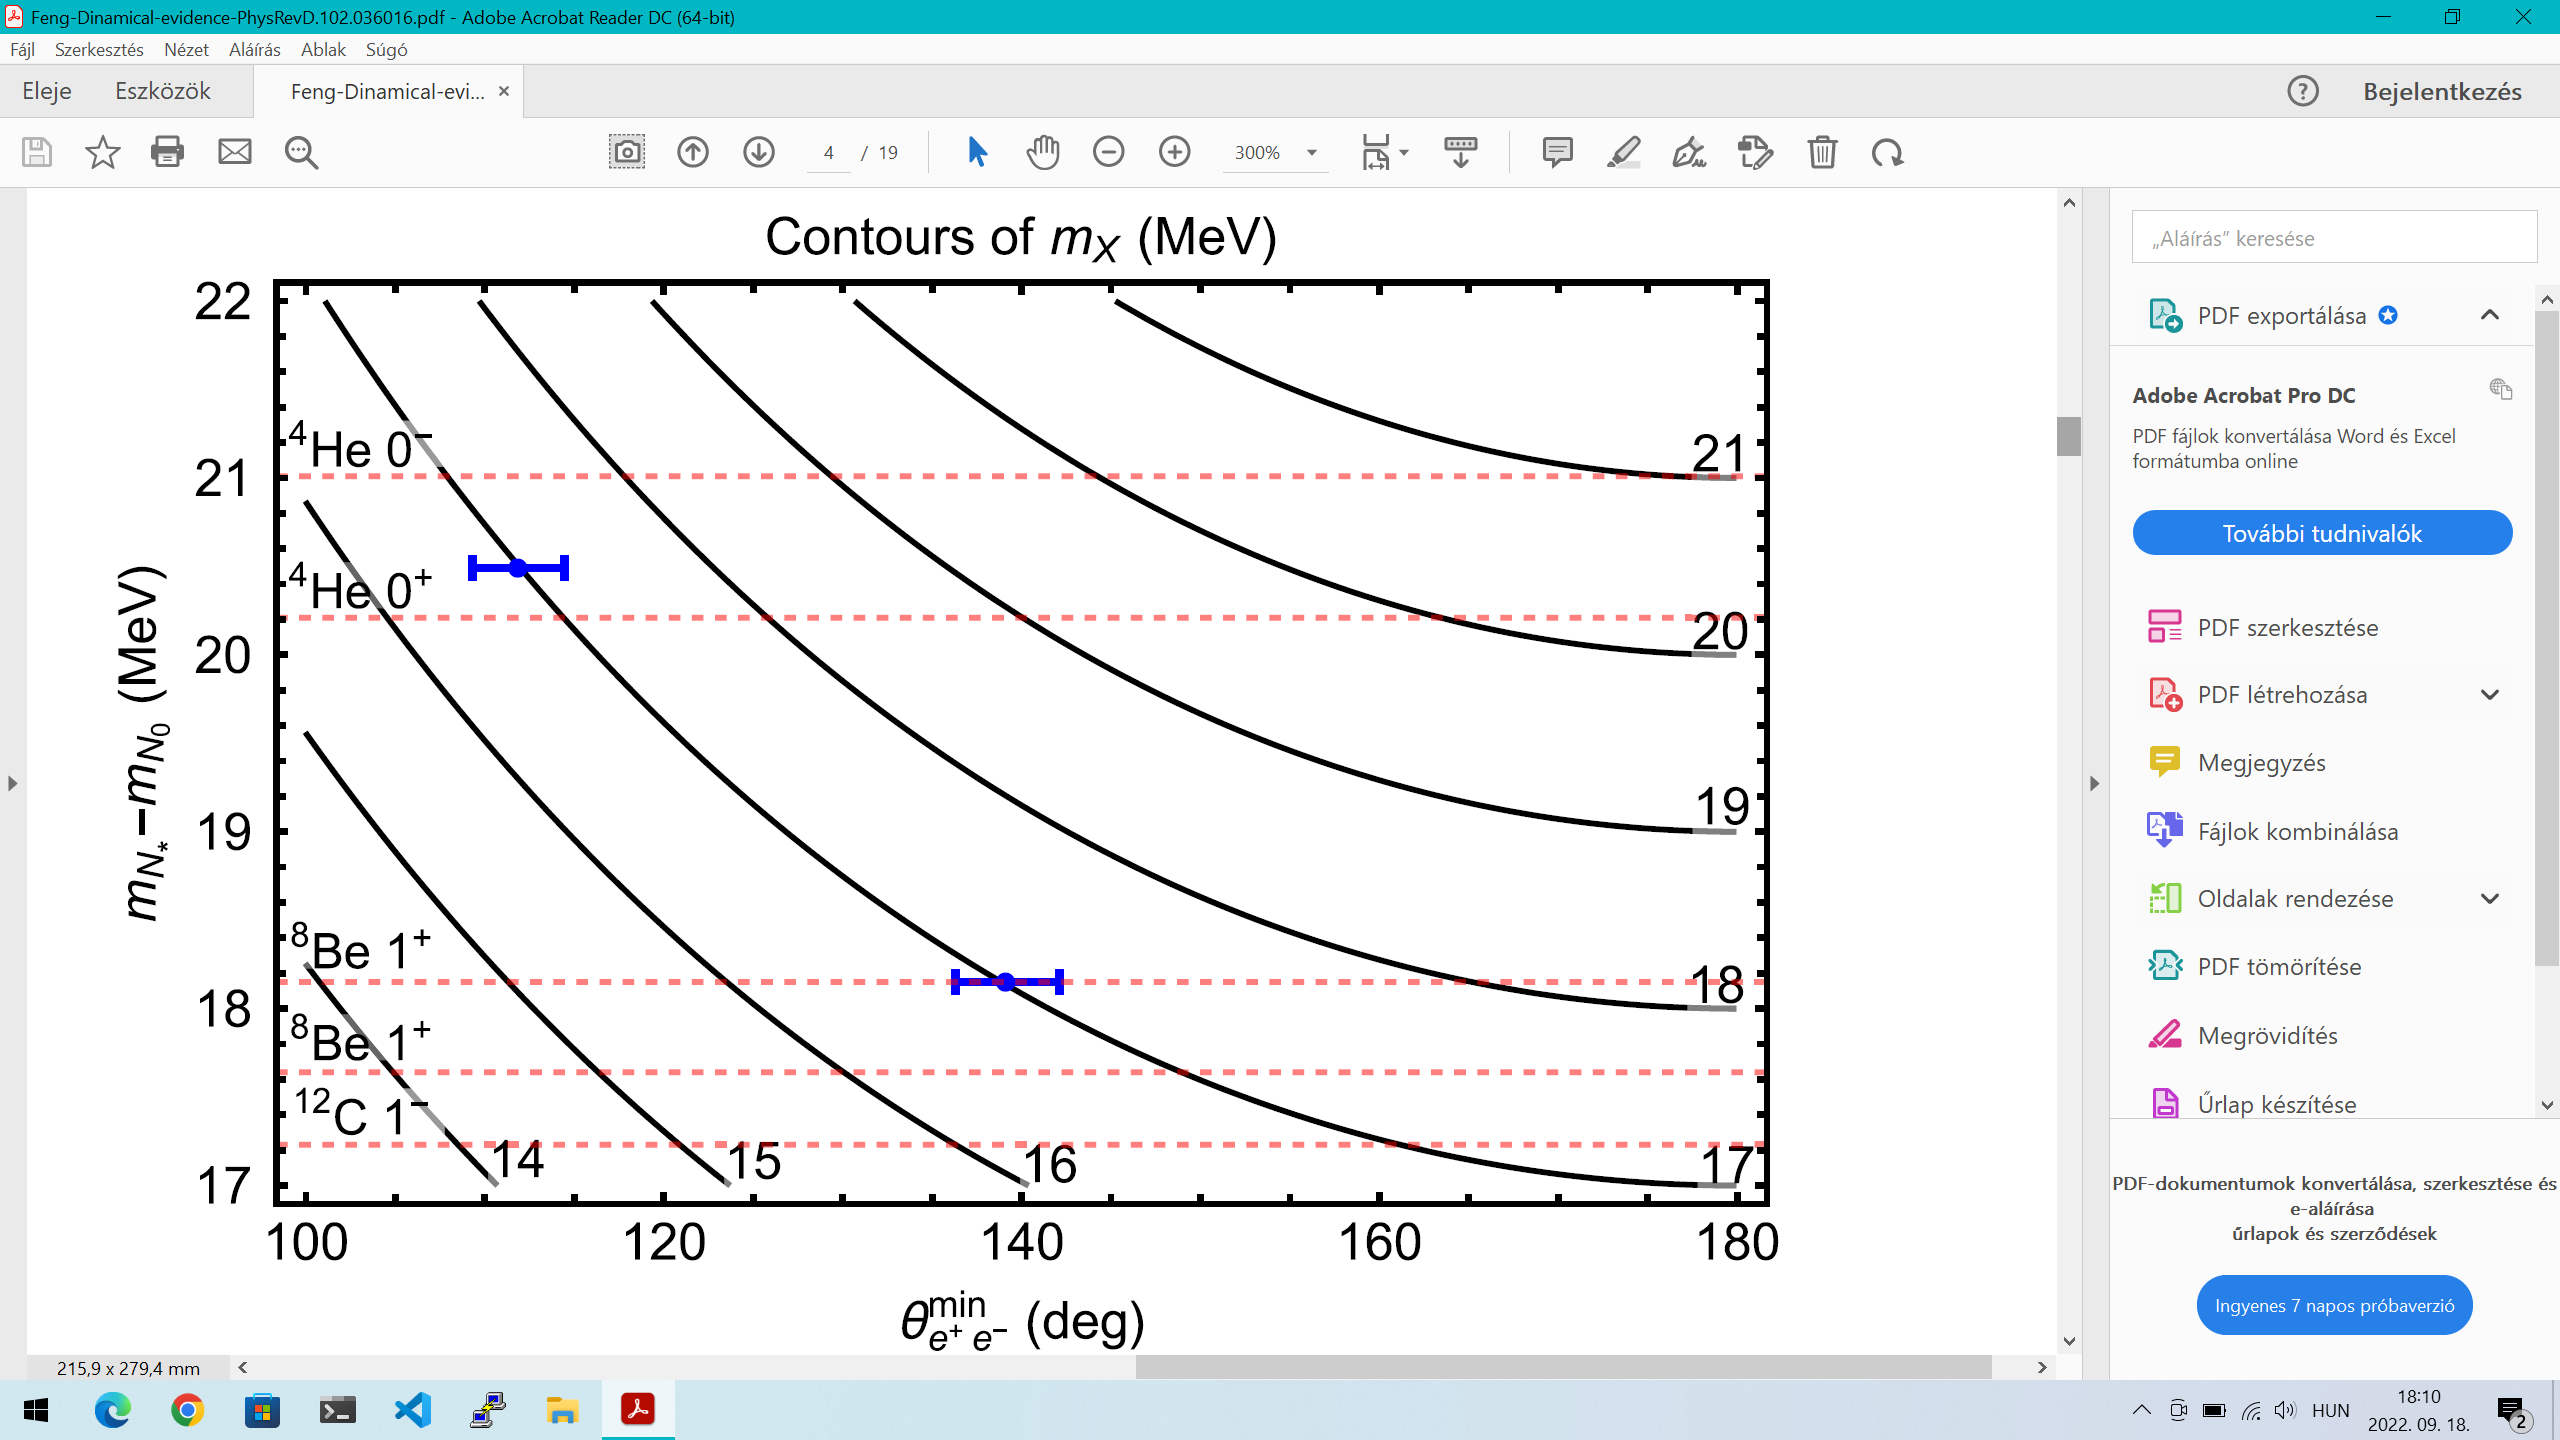 Feng-Dinamical-evidence-PhysRevD.102.036016.pdf - Adobe Acrobat Reader DC (64-bit)
Fájl Szerkesztés Nézet Aláírás Ablak Súgó
Eleje Eszközök Feng-Dinamical-evi... × ? Bejelentkezés
4 / 19 300%
Contours of mX (MeV)
22
21
20
19
18
17
mN*−mN0 (MeV)
4He 0−
4He 0+
8Be 1+
8Be 1+
12C 1−
21
20
19
18
17
14 15 16
100 120 140 160 180
θe+ e−min (deg)
215,9 x 279,4 mm
„Aláírás” keresése
PDF exportálása
Adobe Acrobat Pro DC
PDF fájlok konvertálása Word és Excel
formátumba online
További tudnivalók
PDF szerkesztése
PDF létrehozása
Megjegyzés
Fájlok kombinálása
Oldalak rendezése
PDF tömörítése
Megrövidítés
Űrlap készítése
PDF-dokumentumok konvertálása, szerkesztése és
e-aláírása
űrlapok és szerződések
Ingyenes 7 napos próbaverzió
HUN
18:10
2022. 09. 18.
2